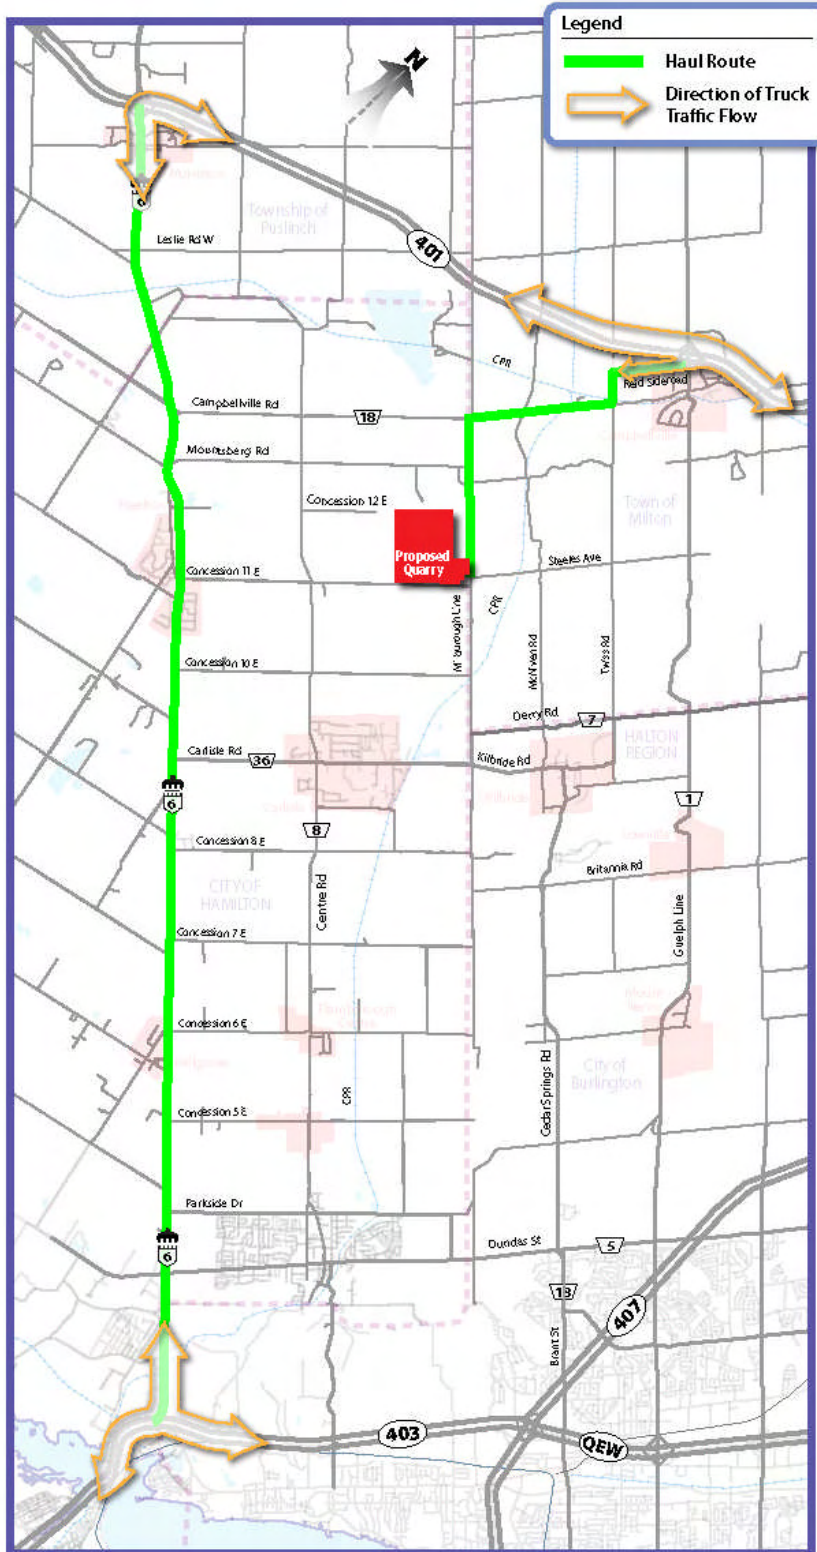 Legend
Haul Route
Direction of Truck
Traffic Flow
N
6
Township of
Puslinch
Leslie Rd W
401
CPR
Reid Sideroad
Campbellville Rd
18
Mountsberg Rd
Concession 12 E
Town of
Milton
Proposed
Quarry
Concession 11 E
Steeles Ave
CPR
Concession 10 E
McNiven Rd
Twiss Rd
Derry Rd
7
HALTON
REGION
Carlisle Rd
36
Kilbride Rd
6
8
1
Concession 8 E
Britannia Rd
CITY OF
HAMILTON
Centre Rd
Guelph Line
Concession 7 E
Concession 6 E
City of
Burlington
Cedar Springs Rd
CPR
Concession 5 E
Parkside Dr
6
Dundas St
5
18
407
Brant St
403
QEW